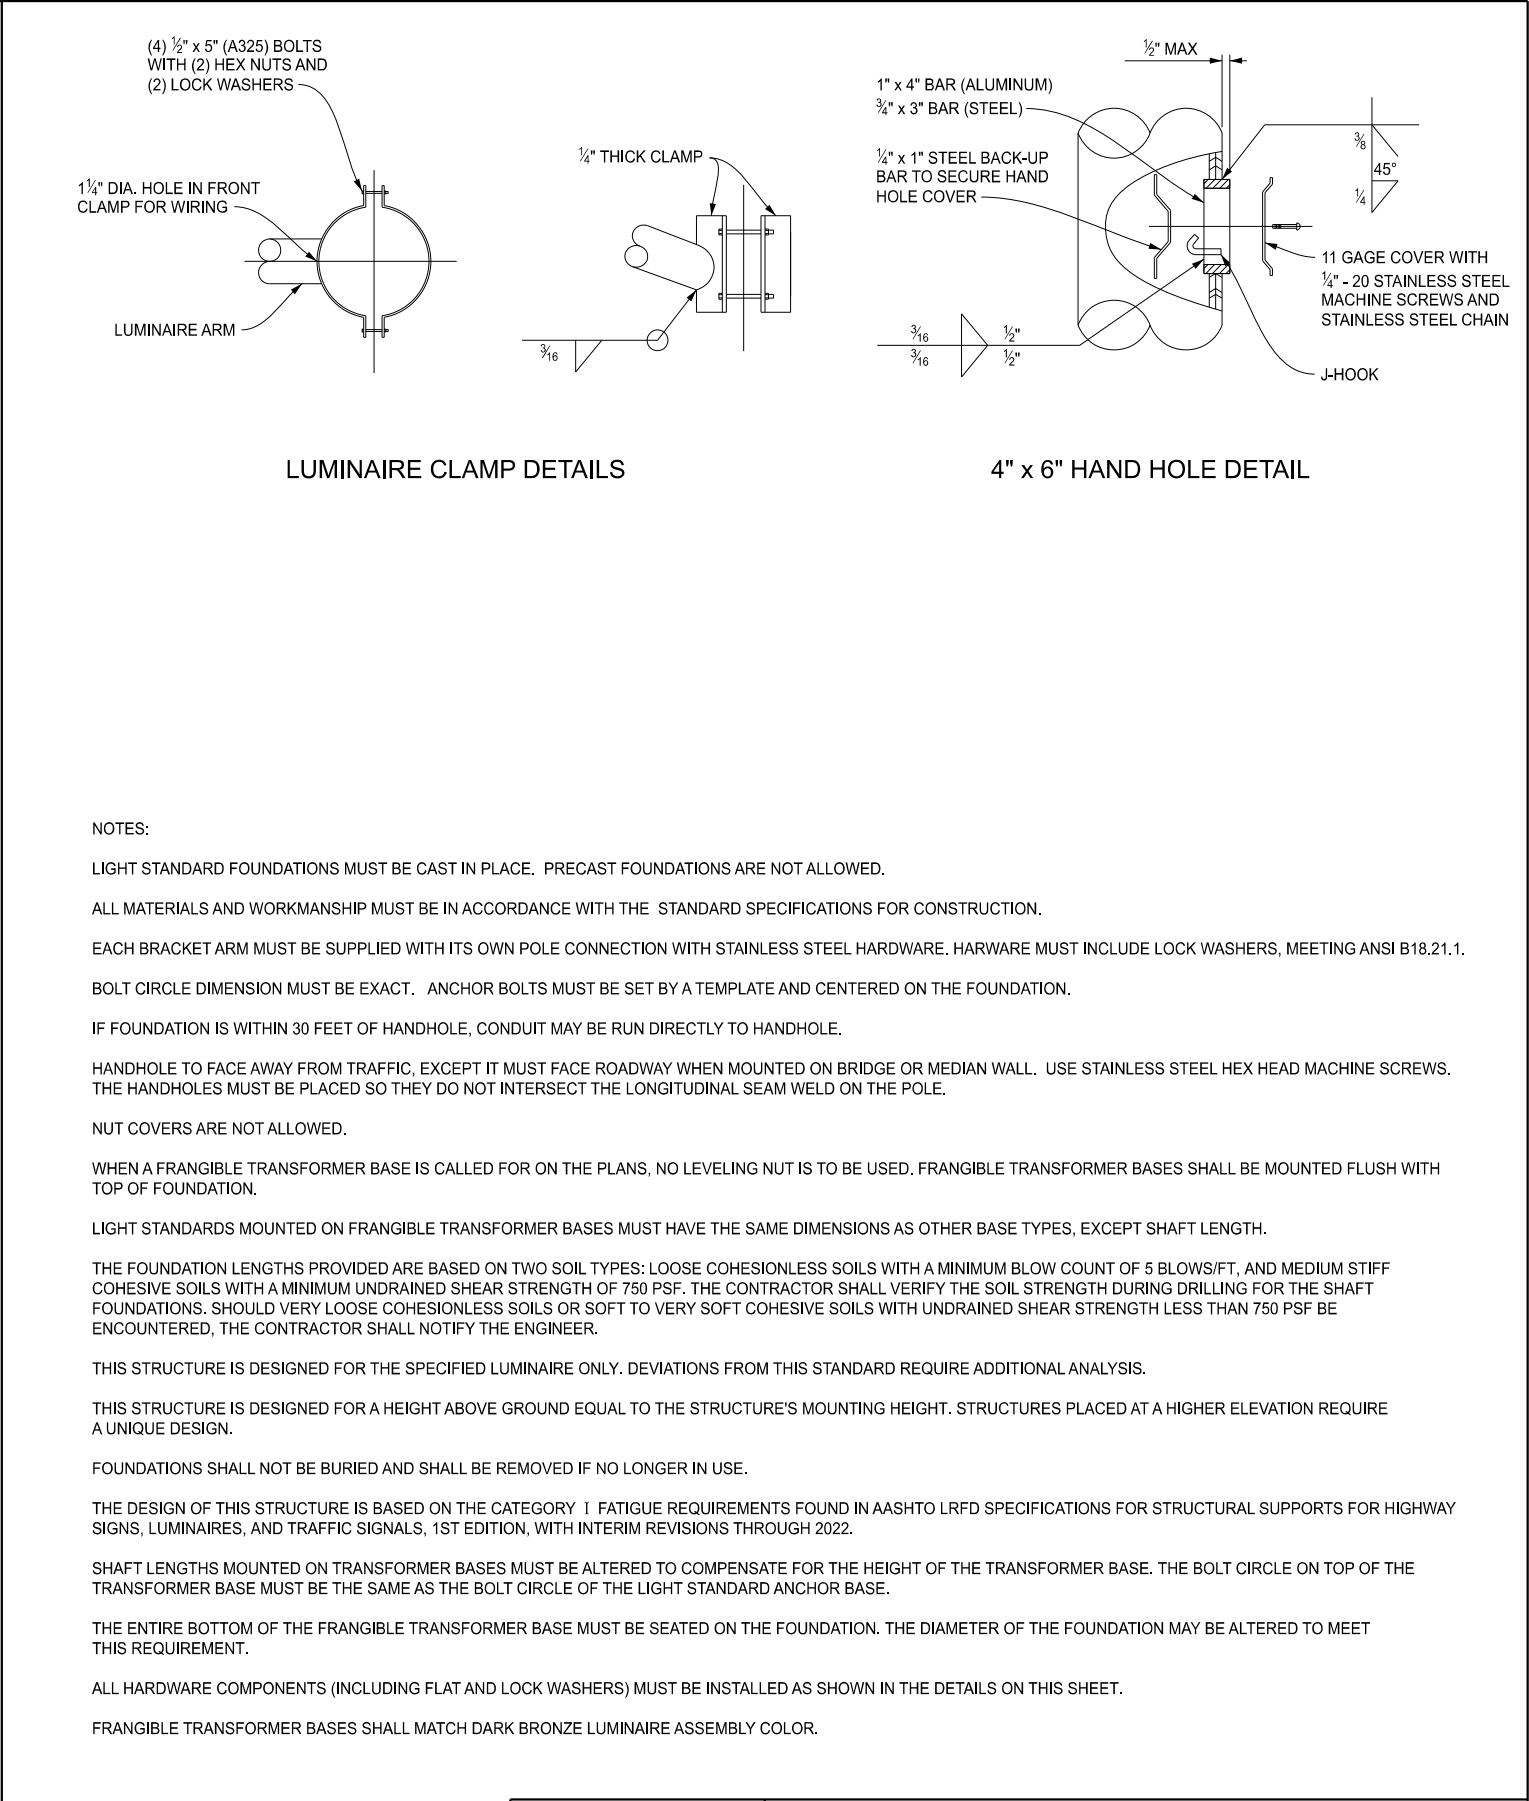 (4) ½" x 5" (A325) BOLTS
WITH (2) HEX NUTS AND
(2) LOCK WASHERS
1¼" DIA. HOLE IN FRONT
CLAMP FOR WIRING
LUMINAIRE ARM
¼" THICK CLAMP
3/16
LUMINAIRE CLAMP DETAILS
½" MAX
1" x 4" BAR (ALUMINUM)
¾" x 3" BAR (STEEL)
¼" x 1" STEEL BACK-UP
BAR TO SECURE HAND
HOLE COVER
3/8
45°
1/4
11 GAGE COVER WITH
¼" - 20 STAINLESS STEEL
MACHINE SCREWS AND
STAINLESS STEEL CHAIN
3/16 ½"
3/16 ½"
J-HOOK
4" x 6" HAND HOLE DETAIL
NOTES:
LIGHT STANDARD FOUNDATIONS MUST BE CAST IN PLACE. PRECAST FOUNDATIONS ARE NOT ALLOWED.
ALL MATERIALS AND WORKMANSHIP MUST BE IN ACCORDANCE WITH THE STANDARD SPECIFICATIONS FOR CONSTRUCTION.
EACH BRACKET ARM MUST BE SUPPLIED WITH ITS OWN POLE CONNECTION WITH STAINLESS STEEL HARDWARE. HARWARE MUST INCLUDE LOCK WASHERS, MEETING ANSI B18.21.1.
BOLT CIRCLE DIMENSION MUST BE EXACT. ANCHOR BOLTS MUST BE SET BY A TEMPLATE AND CENTERED ON THE FOUNDATION.
IF FOUNDATION IS WITHIN 30 FEET OF HANDHOLE, CONDUIT MAY BE RUN DIRECTLY TO HANDHOLE.
HANDHOLE TO FACE AWAY FROM TRAFFIC, EXCEPT IT MUST FACE ROADWAY WHEN MOUNTED ON BRIDGE OR MEDIAN WALL. USE STAINLESS STEEL HEX HEAD MACHINE SCREWS.
THE HANDHOLES MUST BE PLACED SO THEY DO NOT INTERSECT THE LONGITUDINAL SEAM WELD ON THE POLE.
NUT COVERS ARE NOT ALLOWED.
WHEN A FRANGIBLE TRANSFORMER BASE IS CALLED FOR ON THE PLANS, NO LEVELING NUT IS TO BE USED. FRANGIBLE TRANSFORMER BASES SHALL BE MOUNTED FLUSH WITH
TOP OF FOUNDATION.
LIGHT STANDARDS MOUNTED ON FRANGIBLE TRANSFORMER BASES MUST HAVE THE SAME DIMENSIONS AS OTHER BASE TYPES, EXCEPT SHAFT LENGTH.
THE FOUNDATION LENGTHS PROVIDED ARE BASED ON TWO SOIL TYPES: LOOSE COHESIONLESS SOILS WITH A MINIMUM BLOW COUNT OF 5 BLOWS/FT, AND MEDIUM STIFF
COHESIVE SOILS WITH A MINIMUM UNDRAINED SHEAR STRENGTH OF 750 PSF. THE CONTRACTOR SHALL VERIFY THE SOIL STRENGTH DURING DRILLING FOR THE SHAFT
FOUNDATIONS. SHOULD VERY LOOSE COHESIONLESS SOILS OR SOFT TO VERY SOFT COHESIVE SOILS WITH UNDRAINED SHEAR STRENGTH LESS THAN 750 PSF BE
ENCOUNTERED, THE CONTRACTOR SHALL NOTIFY THE ENGINEER.
THIS STRUCTURE IS DESIGNED FOR THE SPECIFIED LUMINAIRE ONLY. DEVIATIONS FROM THIS STANDARD REQUIRE ADDITIONAL ANALYSIS.
THIS STRUCTURE IS DESIGNED FOR A HEIGHT ABOVE GROUND EQUAL TO THE STRUCTURE'S MOUNTING HEIGHT. STRUCTURES PLACED AT A HIGHER ELEVATION REQUIRE
A UNIQUE DESIGN.
FOUNDATIONS SHALL NOT BE BURIED AND SHALL BE REMOVED IF NO LONGER IN USE.
THE DESIGN OF THIS STRUCTURE IS BASED ON THE CATEGORY I FATIGUE REQUIREMENTS FOUND IN AASHTO LRFD SPECIFICATIONS FOR STRUCTURAL SUPPORTS FOR HIGHWAY
SIGNS, LUMINAIRES, AND TRAFFIC SIGNALS, 1ST EDITION, WITH INTERIM REVISIONS THROUGH 2022.
SHAFT LENGTHS MOUNTED ON TRANSFORMER BASES MUST BE ALTERED TO COMPENSATE FOR THE HEIGHT OF THE TRANSFORMER BASE. THE BOLT CIRCLE ON TOP OF THE
TRANSFORMER BASE MUST BE THE SAME AS THE BOLT CIRCLE OF THE LIGHT STANDARD ANCHOR BASE.
THE ENTIRE BOTTOM OF THE FRANGIBLE TRANSFORMER BASE MUST BE SEATED ON THE FOUNDATION. THE DIAMETER OF THE FOUNDATION MAY BE ALTERED TO MEET
THIS REQUIREMENT.
ALL HARDWARE COMPONENTS (INCLUDING FLAT AND LOCK WASHERS) MUST BE INSTALLED AS SHOWN IN THE DETAILS ON THIS SHEET.
FRANGIBLE TRANSFORMER BASES SHALL MATCH DARK BRONZE LUMINAIRE ASSEMBLY COLOR.